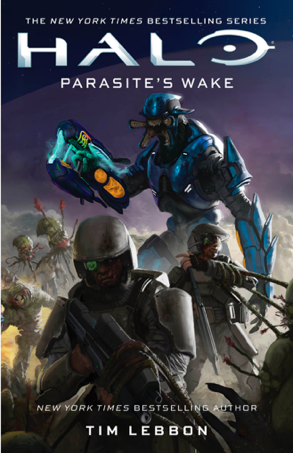 THE NEW YORK TIMES BESTSELLING SERIES
HALO
PARASITE'S WAKE
NEW YORK TIMES BESTSELLING AUTHOR
TIM LEBBON